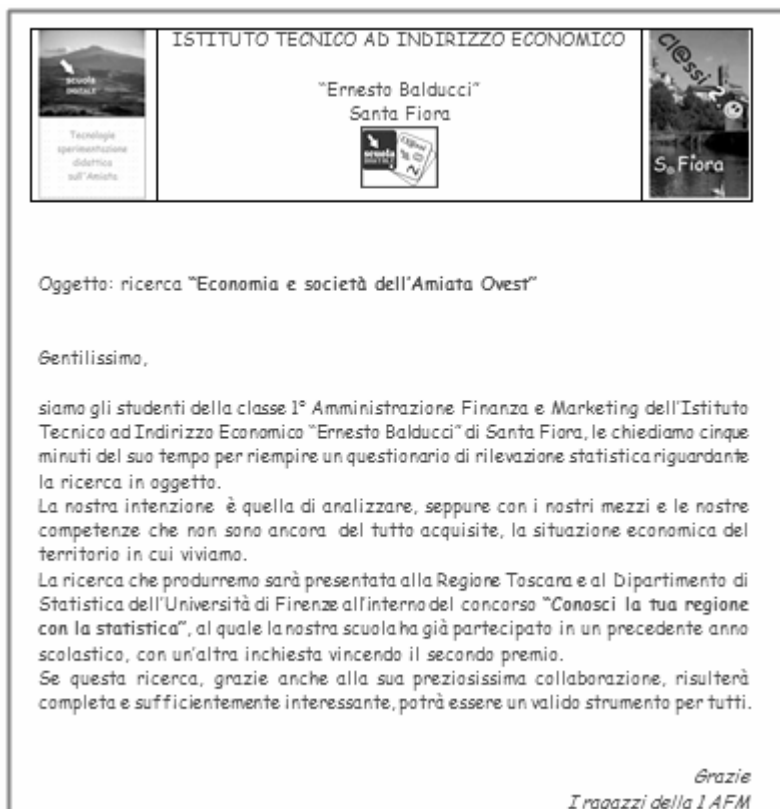 ISTITUTO TECNICO AD INDIRIZZO ECONOMICO
"Ernesto Balducci"
Santa Fiora
scuola
DIGITALE
Tecnologie
sperimentazione
didattica
sull'Amiata
scuola
DIGITALE
Cl@ssi
2.0
S.Fiora
Oggetto: ricerca "Economia e società dell'Amiata Ovest"
Gentilissimo,
siamo gli studenti della classe 1° Amministrazione Finanza e Marketing dell'Istituto
Tecnico ad Indirizzo Economico "Ernesto Balducci" di Santa Fiora, le chiediamo cinque
minuti del suo tempo per riempire un questionario di rilevazione statistica riguardante
la ricerca in oggetto.
La nostra intenzione è quella di analizzare, seppure con i nostri mezzi e le nostre
competenze che non sono ancora del tutto acquisite, la situazione economica del
territorio in cui viviamo.
La ricerca che produrremo sarà presentata alla Regione Toscana e al Dipartimento di
Statistica dell'Università di Firenze all'interno del concorso "Conosci la tua regione
con la statistica", al quale la nostra scuola ha già partecipato in un precedente anno
scolastico, con un'altra inchiesta vincendo il secondo premio.
Se questa ricerca, grazie anche alla sua preziosissima collaborazione, risulterà
completa e sufficientemente interessante, potrà essere un valido strumento per tutti.
Grazie
I ragazzi della 1 AFM